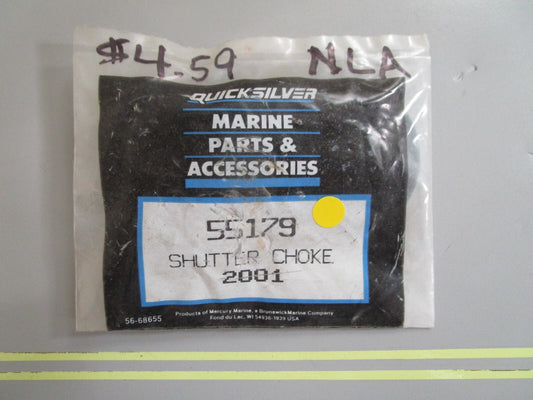 $4.59 NLA
QUICKSILVER
MARINE
PARTS &
ACCESSORIES
55179
SHUTTER CHOKE
2001
56-68655
Products of Mercury Marine, a Brunswick Marine Company
Fond du Lac, WI 54936-1939 USA